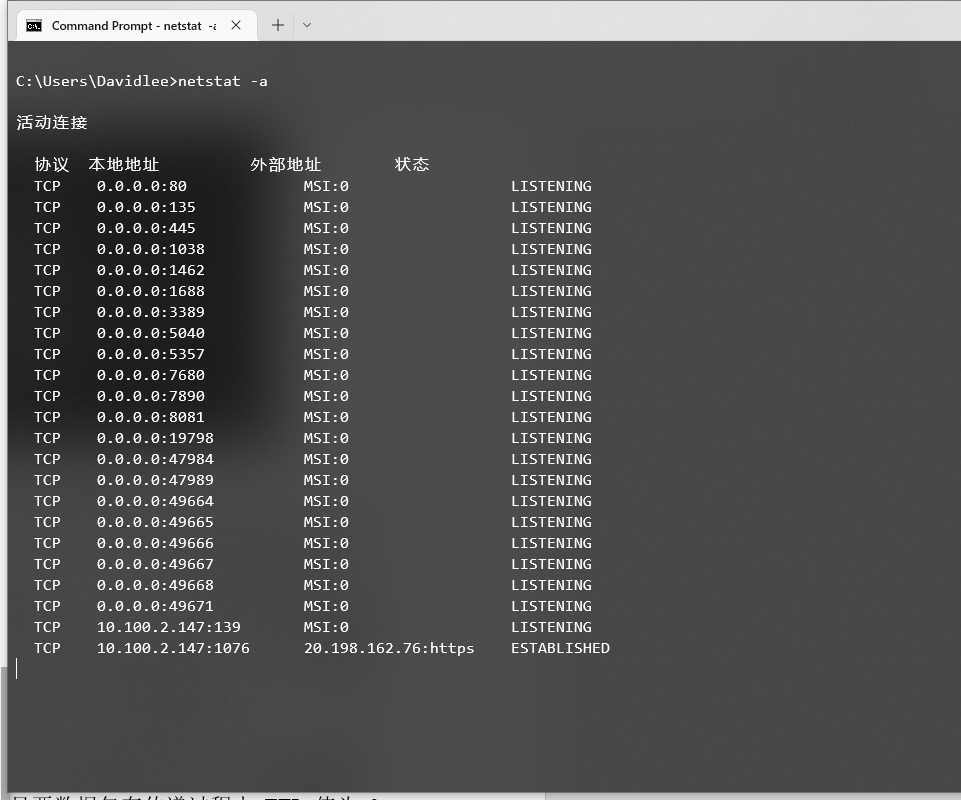 Command Prompt - netstat -a
C:\Users\Davidlee>netstat -a
活动连接
协议 本地地址 外部地址 状态
TCP 0.0.0.0:80 MSI:0 LISTENING
TCP 0.0.0.0:135 MSI:0 LISTENING
TCP 0.0.0.0:445 MSI:0 LISTENING
TCP 0.0.0.0:1038 MSI:0 LISTENING
TCP 0.0.0.0:1462 MSI:0 LISTENING
TCP 0.0.0.0:1688 MSI:0 LISTENING
TCP 0.0.0.0:3389 MSI:0 LISTENING
TCP 0.0.0.0:5040 MSI:0 LISTENING
TCP 0.0.0.0:5357 MSI:0 LISTENING
TCP 0.0.0.0:7680 MSI:0 LISTENING
TCP 0.0.0.0:7890 MSI:0 LISTENING
TCP 0.0.0.0:8081 MSI:0 LISTENING
TCP 0.0.0.0:19798 MSI:0 LISTENING
TCP 0.0.0.0:47984 MSI:0 LISTENING
TCP 0.0.0.0:47989 MSI:0 LISTENING
TCP 0.0.0.0:49664 MSI:0 LISTENING
TCP 0.0.0.0:49665 MSI:0 LISTENING
TCP 0.0.0.0:49666 MSI:0 LISTENING
TCP 0.0.0.0:49667 MSI:0 LISTENING
TCP 0.0.0.0:49668 MSI:0 LISTENING
TCP 0.0.0.0:49671 MSI:0 LISTENING
TCP 10.100.2.147:139 MSI:0 LISTENING
TCP 10.100.2.147:1076 20.198.162.76:https ESTABLISHED